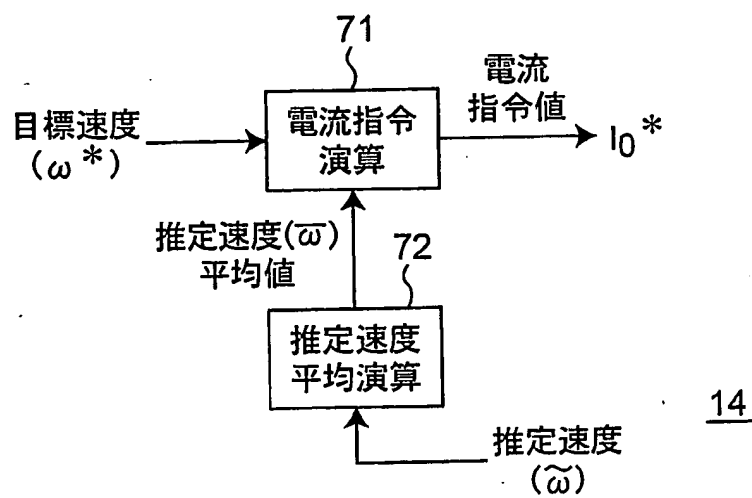 71
電流
指令値
目標速度
(ω*)
電流指令
演算
I₀*
推定速度(ω̅)
平均値
72
推定速度
平均演算
14
推定速度
(ω̃)